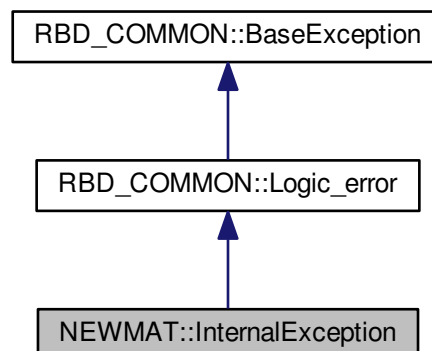 RBD_COMMON::BaseException
RBD_COMMON::Logic_error
NEWMAT::InternalException